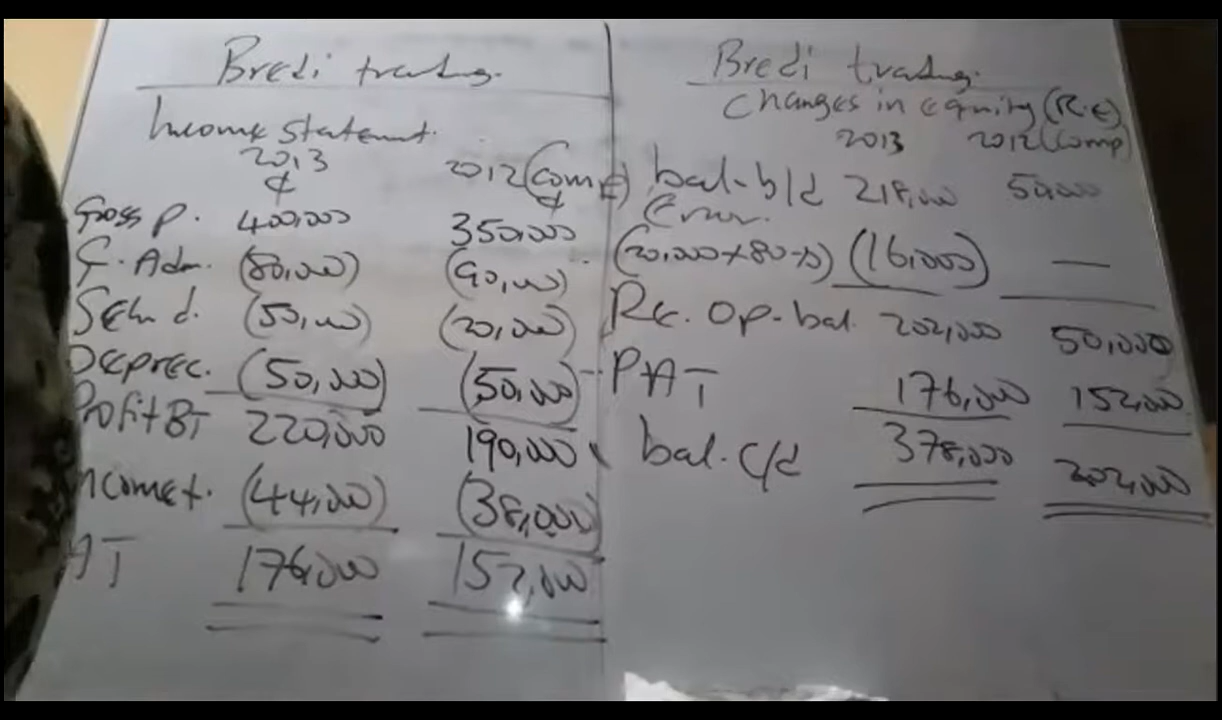 Bredi trading.
Income statement.
2013 2012(Comp)
¢ ¢
Gross p. 400,000 350,000
G. Adm. (80,000) (90,000)
Sell. d. (50,000) (20,000)
Deprec. (50,000) (50,000)
Profit BT 220,000 190,000
ncomet. (44,000) (38,000)
AT 176,000 152,000
Bredi trading.
Changes in equity (R.E)
2013 2012(comp)
bal. b/d 218,000 50,000
Error.
(20,000x80%) (16,000) —
Re. Op. bal. 202,000 50,000
PAT 176,000 152,000
bal. c/d 378,000 202,000